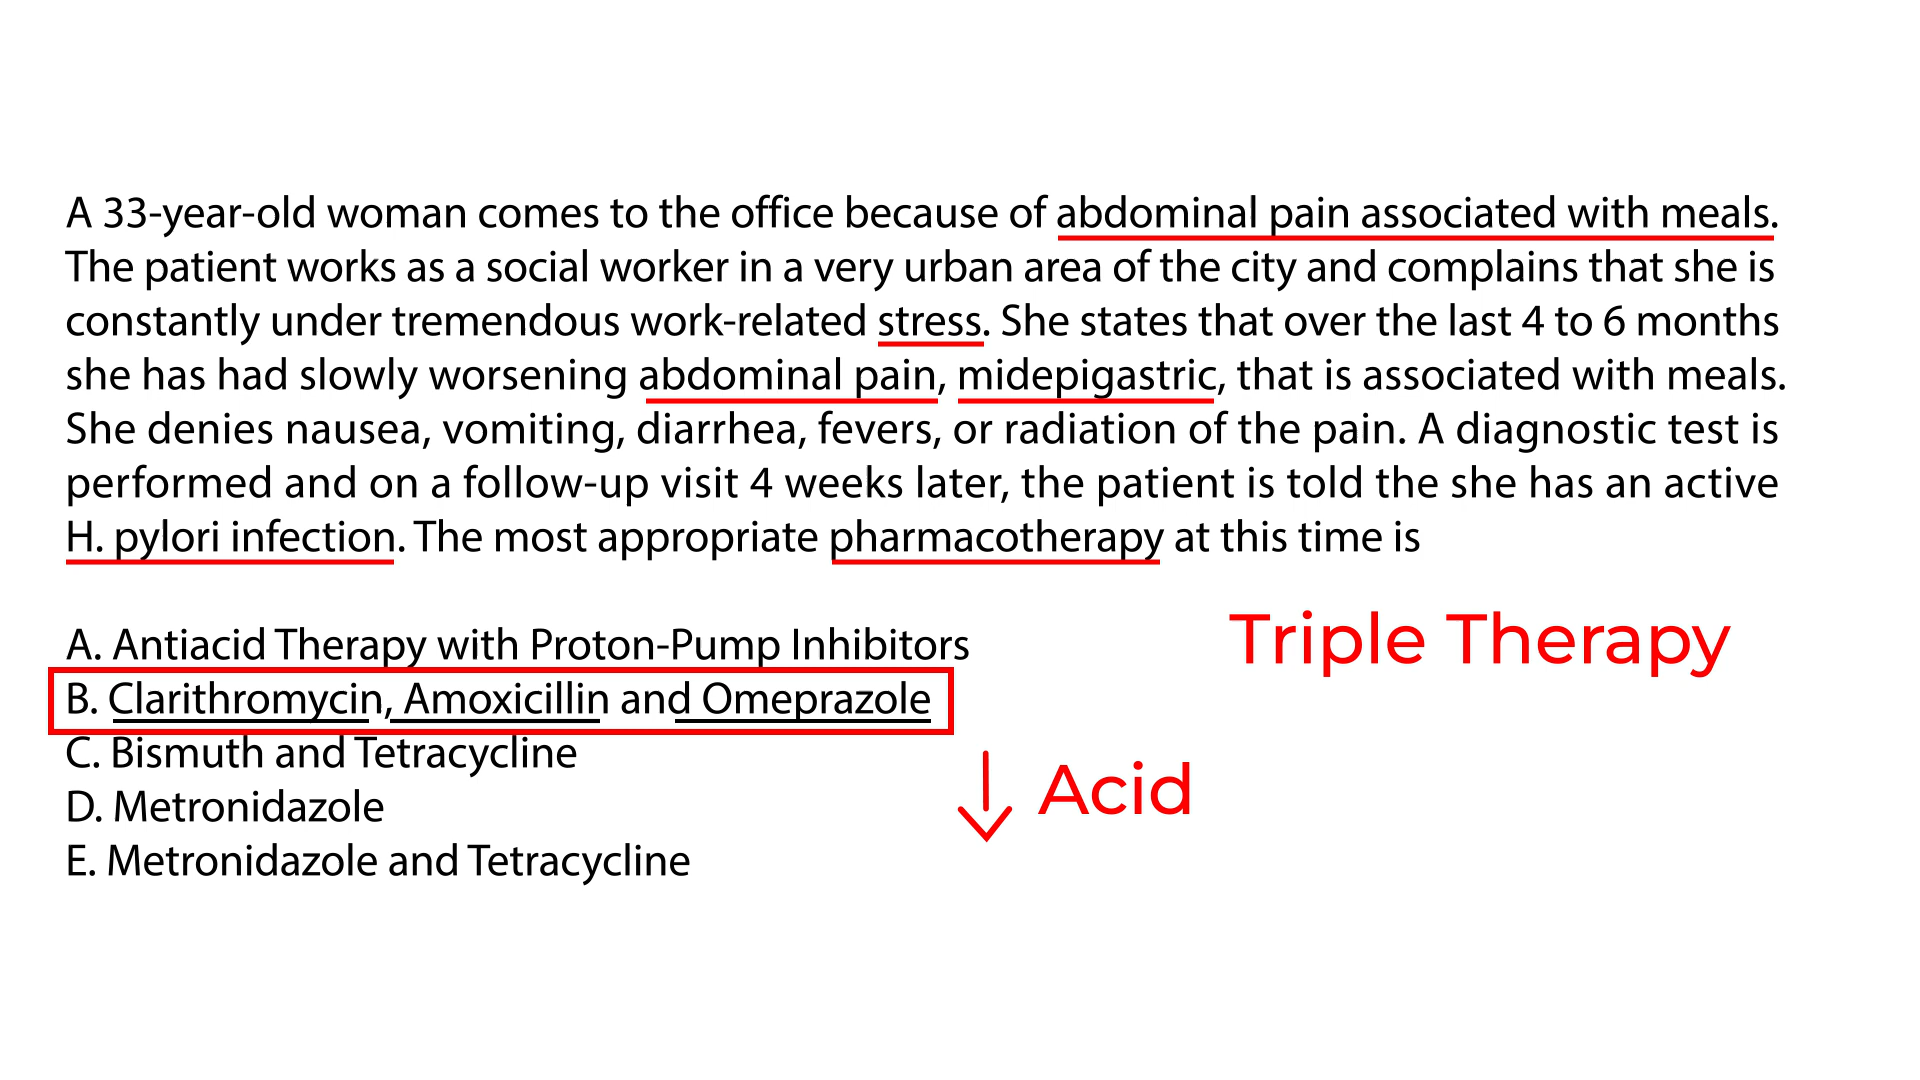 A 33-year-old woman comes to the office because of abdominal pain associated with meals.
The patient works as a social worker in a very urban area of the city and complains that she is
constantly under tremendous work-related stress. She states that over the last 4 to 6 months
she has had slowly worsening abdominal pain, midepigastric, that is associated with meals.
She denies nausea, vomiting, diarrhea, fevers, or radiation of the pain. A diagnostic test is
performed and on a follow-up visit 4 weeks later, the patient is told the she has an active
H. pylori infection. The most appropriate pharmacotherapy at this time is
A. Antiacid Therapy with Proton-Pump Inhibitors
B. Clarithromycin, Amoxicillin and Omeprazole
C. Bismuth and Tetracycline
D. Metronidazole
E. Metronidazole and Tetracycline
Triple Therapy
↓ Acid